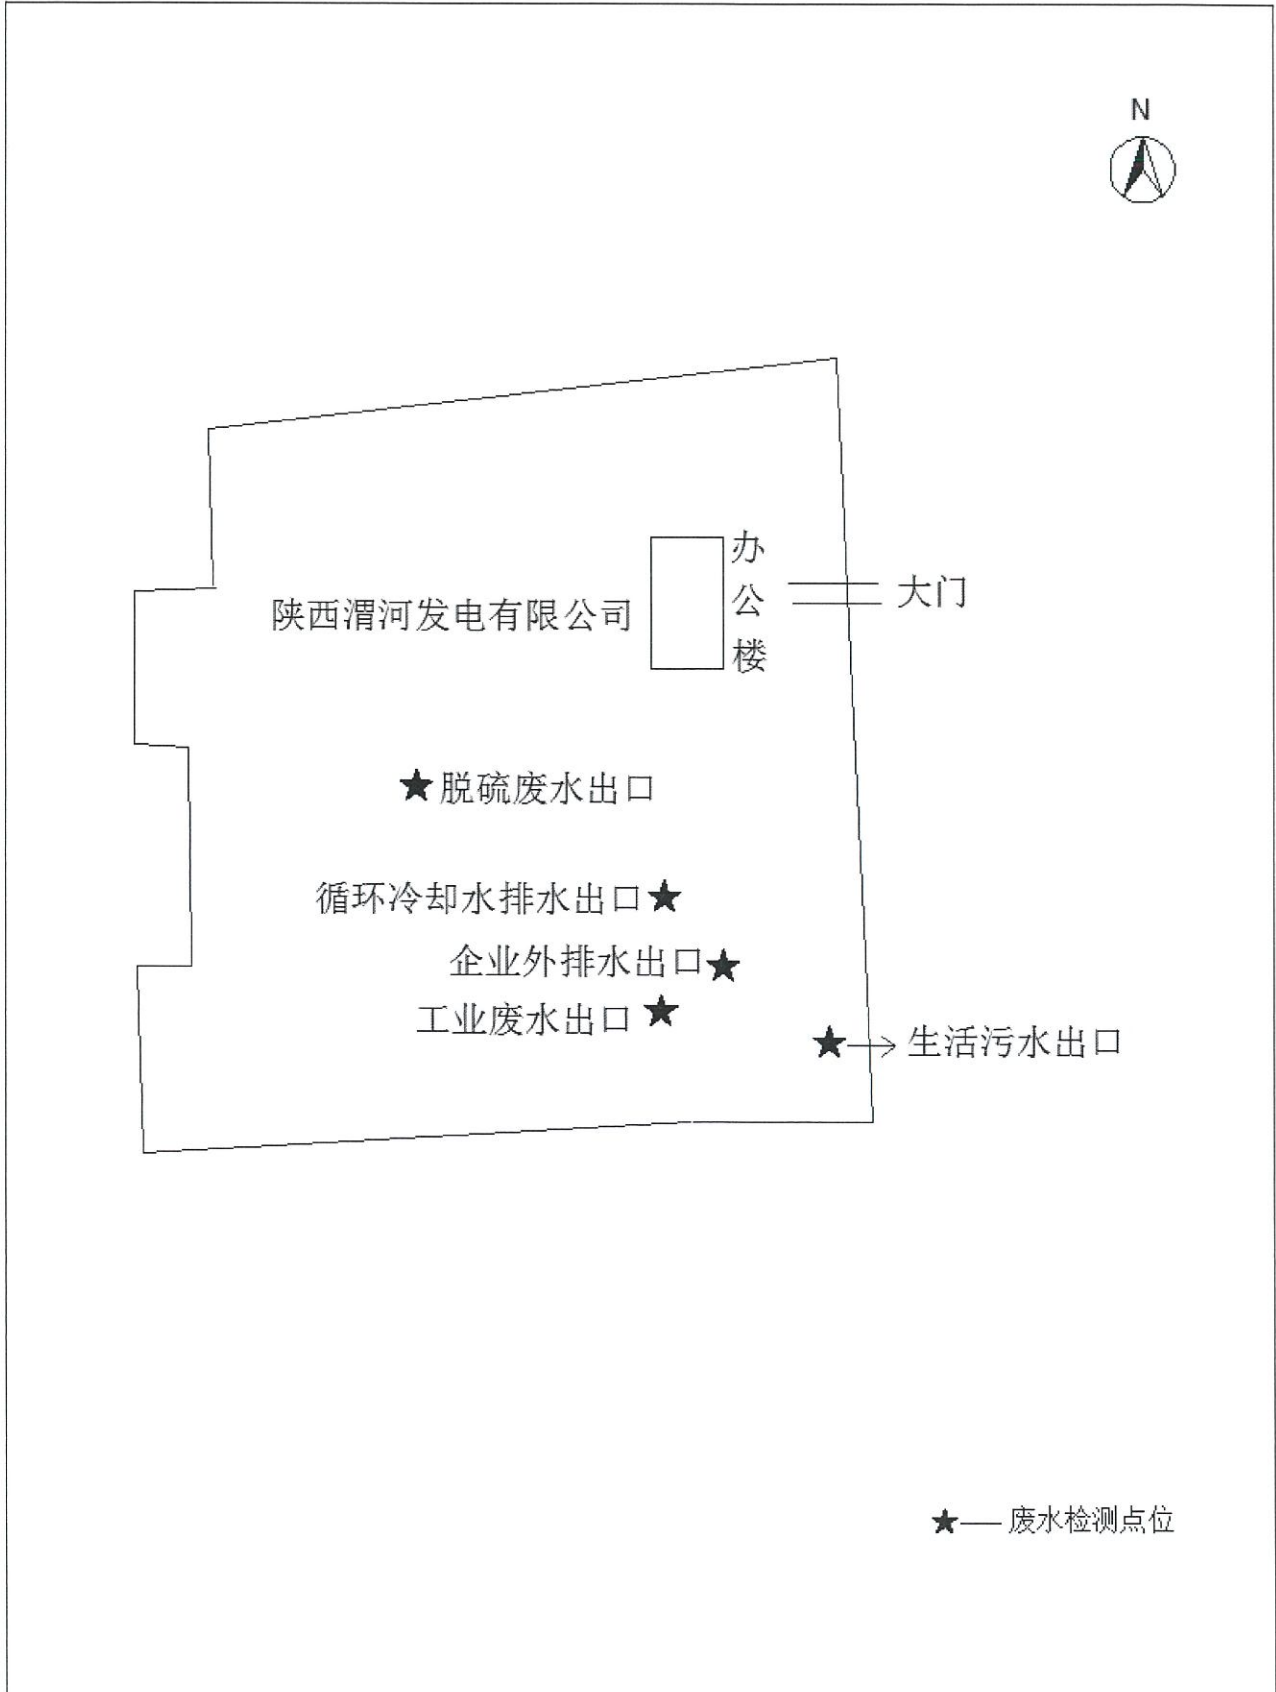 N
办公楼
大门
陕西渭河发电有限公司
★脱硫废水出口
循环冷却水排水出口★
企业外排水出口★
工业废水出口★
★→生活污水出口
★—废水检测点位